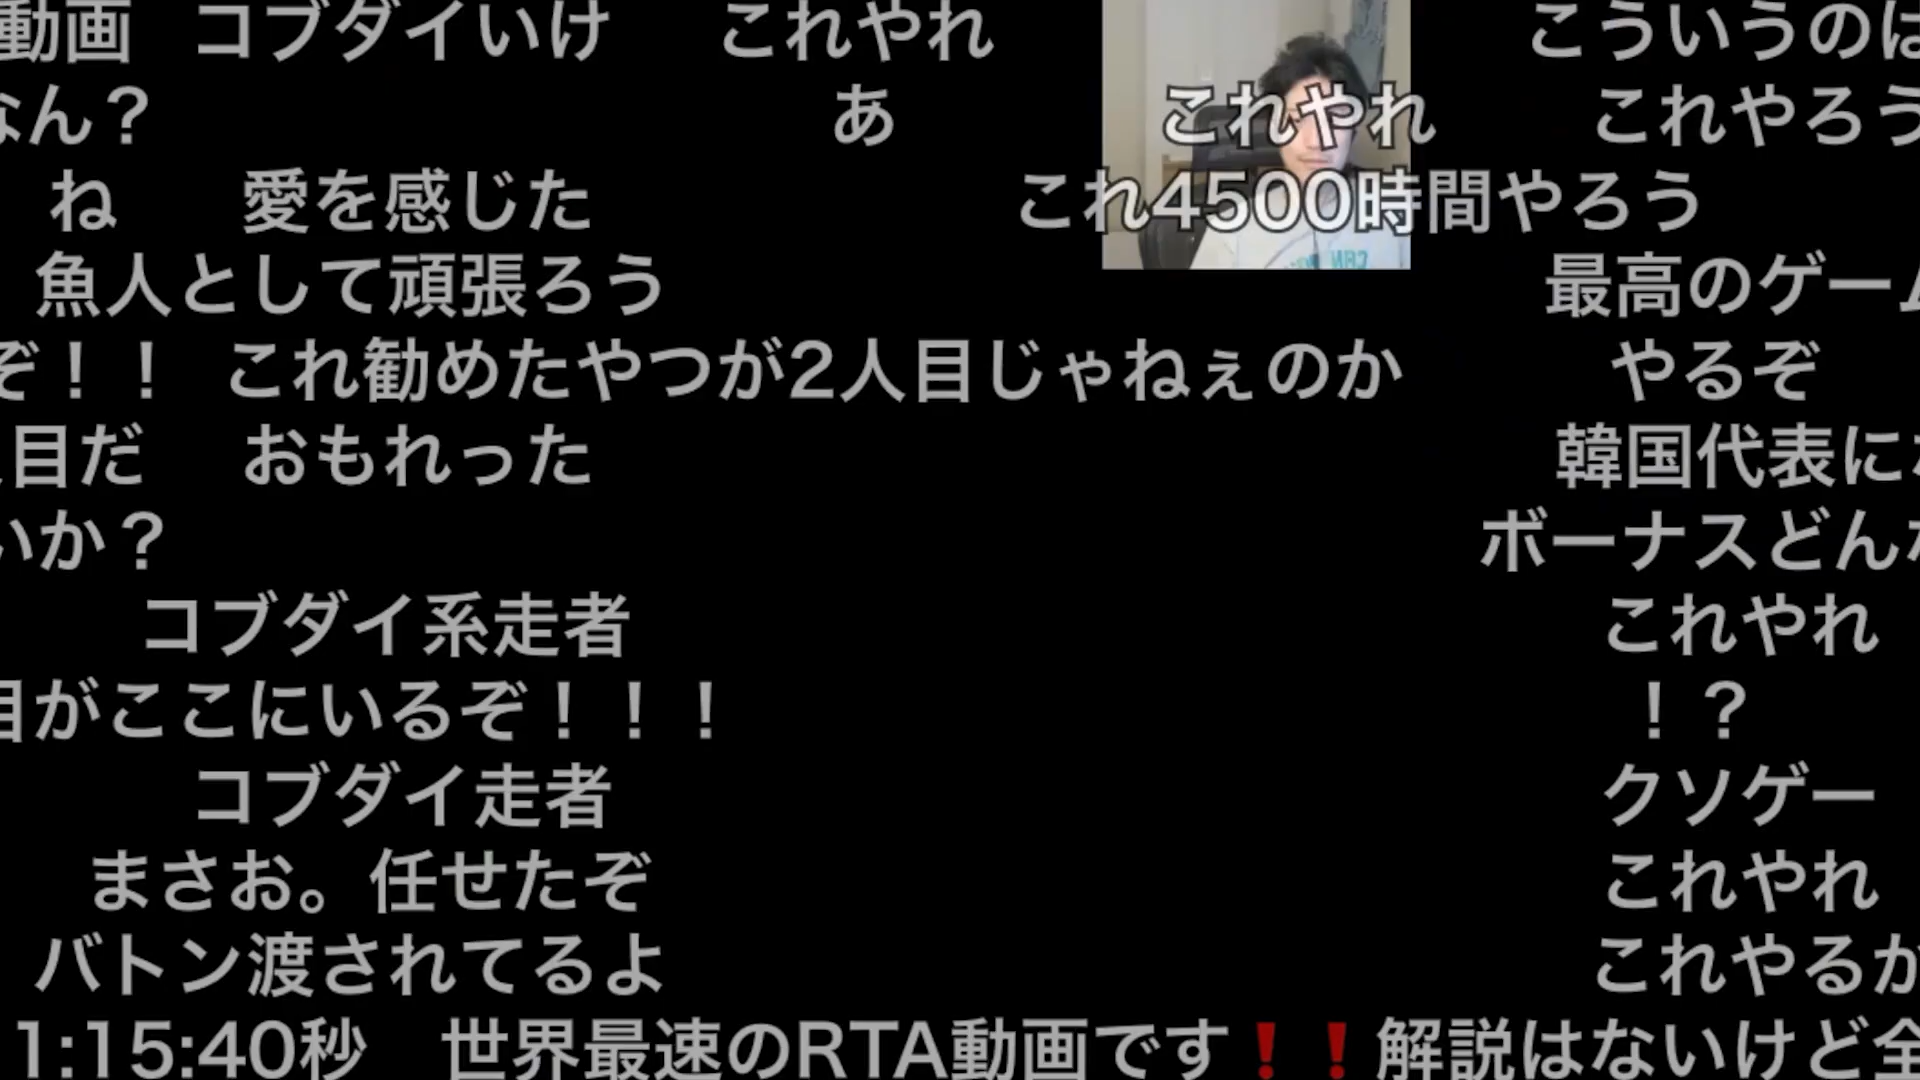 動画 コブダイいけ これやれ こういうのは
なん？ あ これやれ これやろう
ね 愛を感じた これ4500時間やろう
魚人として頑張ろう 最高のゲーム
ぞ！！ これ勧めたやつが2人目じゃねぇのか やるぞ
目だ おもれった 韓国代表に
いか？ ボーナスどんな
コブダイ系走者 これやれ
目がここにいるぞ！！！ ！？
コブダイ走者 クソゲー
まさお。任せたぞ これやれ
バトン渡されてるよ これやるか
1:15:40秒 世界最速のRTA動画です❗❗解説はないけど全